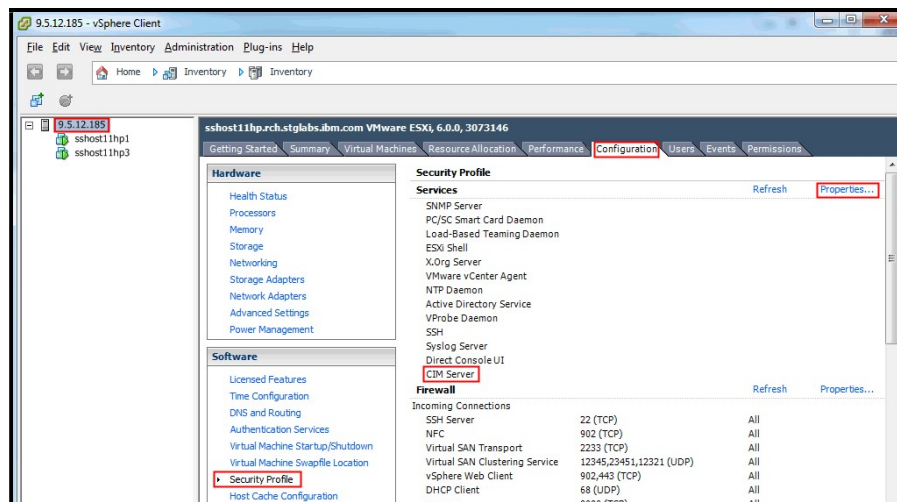 9.5.12.185 - vSphere Client
File Edit View Inventory Administration Plug-ins Help
Home Inventory Inventory
9.5.12.185
sshost11hp1
sshost11hp3
sshost11hp.rch.stglabs.ibm.com VMware ESXi, 6.0.0, 3073146
Getting Started Summary Virtual Machines Resource Allocation Performance Configuration Users Events Permissions
Hardware
Health Status
Processors
Memory
Storage
Networking
Storage Adapters
Network Adapters
Advanced Settings
Power Management
Software
Licensed Features
Time Configuration
DNS and Routing
Authentication Services
Virtual Machine Startup/Shutdown
Virtual Machine Swapfile Location
Security Profile
Host Cache Configuration
Security Profile
Services Refresh Properties...
SNMP Server
PC/SC Smart Card Daemon
Load-Based Teaming Daemon
ESXi Shell
X.Org Server
VMware vCenter Agent
NTP Daemon
Active Directory Service
VProbe Daemon
SSH
Syslog Server
Direct Console UI
CIM Server
Firewall Refresh Properties...
Incoming Connections
SSH Server 22 (TCP) All
NFC 902 (TCP) All
Virtual SAN Transport 2233 (TCP) All
Virtual SAN Clustering Service 12345,23451,12321 (UDP) All
vSphere Web Client 902,443 (TCP) All
DHCP Client 68 (UDP) All